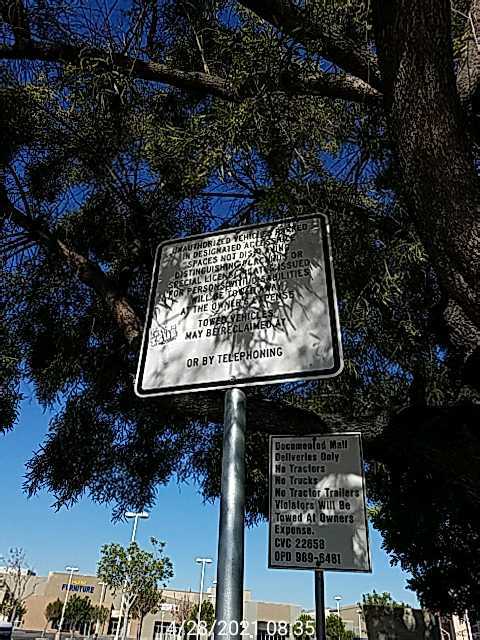 UNAUTHORIZED VEHICLES PARKED
IN DESIGNATED ACCESSIBLE
SPACES NOT DISPLAYING
DISTINGUISHING PLACARDS OR
SPECIAL LICENSE PLATES ISSUED
FOR PERSONS WITH DISABILITIES
WILL BE TOWED AWAY
AT THE OWNER'S EXPENSE
TOWED VEHICLES
MAY BE RECLAIMED AT
OR BY TELEPHONING
Documented Mall
Deliveries Only
No Tractors
No Trucks
No Tractor Trailers
Violators Will Be
Towed At Owners
Expense.
CVC 22658
OPD 989-6481
FURNITURE
4/28/2021 08:35